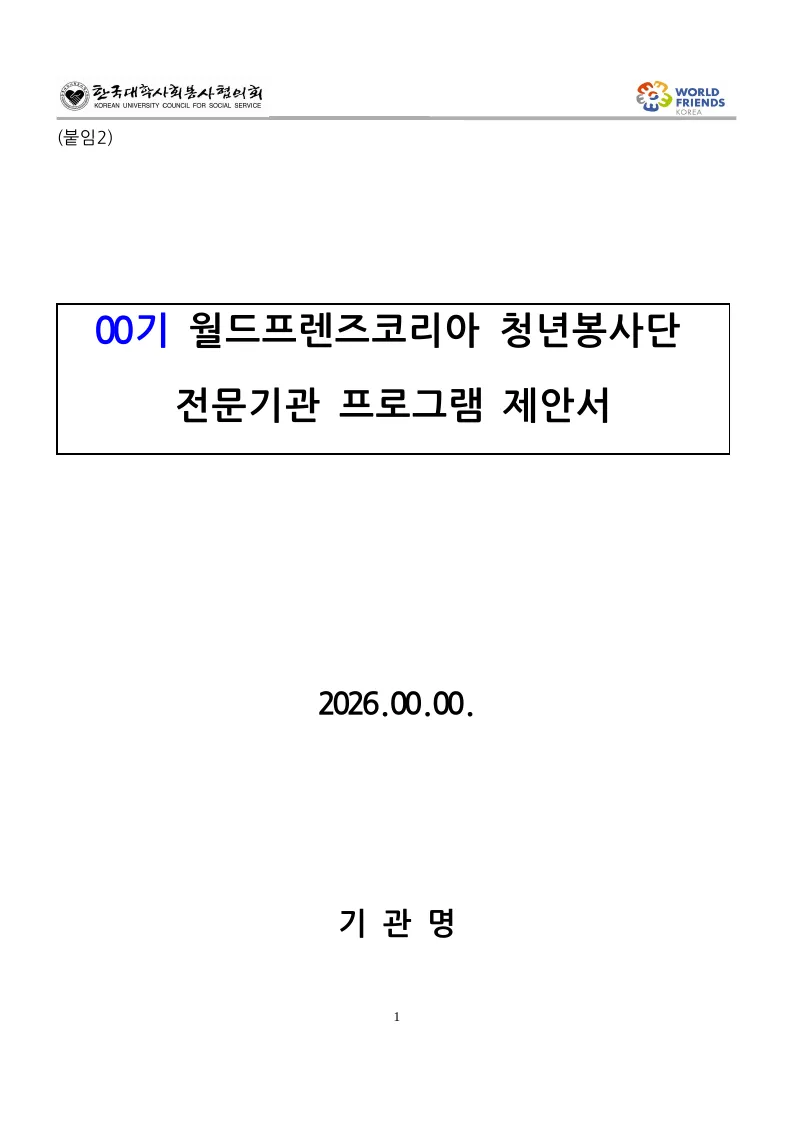 한국대학사회봉사협의회
KOREAN UNIVERSITY COUNCIL FOR SOCIAL SERVICE
WORLD
FRIENDS
KOREA
(붙임2)
00기 월드프렌즈코리아 청년봉사단
전문기관 프로그램 제안서
2026.00.00.
기 관 명
1